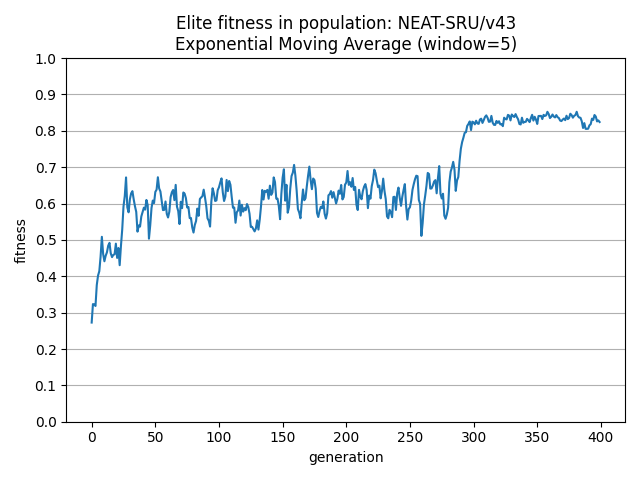 Elite fitness in population: NEAT-SRU/v43
Exponential Moving Average (window=5)
1.0
0.9
0.8
0.7
0.6
0.5
0.4
0.3
0.2
0.1
0.0
fitness
0 50 100 150 200 250 300 350 400
generation